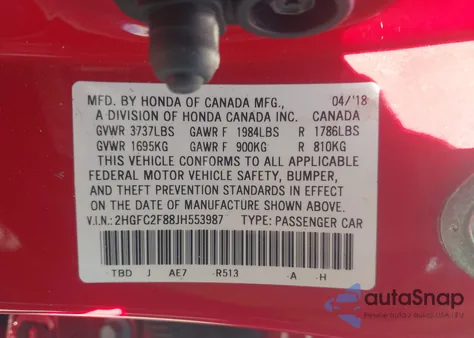 MFD. BY HONDA OF CANADA MFG., 04/'18
A DIVISION OF HONDA CANADA INC. CANADA
GVWR 3737LBS GAWR F 1984LBS R 1786LBS
GVWR 1695KG GAWR F 900KG R 810KG
THIS VEHICLE CONFORMS TO ALL APPLICABLE
FEDERAL MOTOR VEHICLE SAFETY, BUMPER,
AND THEFT PREVENTION STANDARDS IN EFFECT
ON THE DATE OF MANUFACTURE SHOWN ABOVE.
V.I.N.: 2HGFC2F88JH553987 TYPE: PASSENGER CAR
TBD J AE7 R513 A H
autaSnap